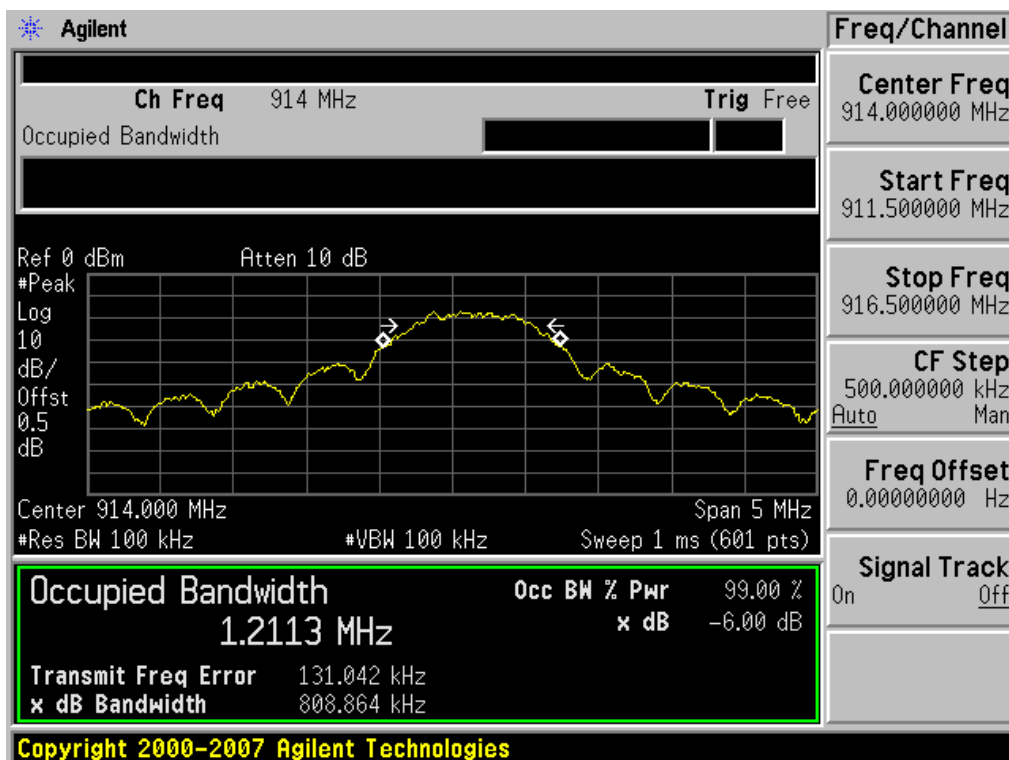 Agilent
Freq/Channel
Ch Freq 914 MHz Trig Free
Occupied Bandwidth
Center Freq
914.000000 MHz
Start Freq
911.500000 MHz
Stop Freq
916.500000 MHz
CF Step
500.000000 kHz
Auto Man
Freq Offset
0.00000000 Hz
Signal Track
On Off
Ref 0 dBm Atten 10 dB
#Peak
Log
10
dB/
Offst
0.5
dB
Center 914.000 MHz Span 5 MHz
#Res BW 100 kHz #VBW 100 kHz Sweep 1 ms (601 pts)
Occupied Bandwidth Occ BW % Pwr 99.00 %
1.2113 MHz x dB -6.00 dB
Transmit Freq Error 131.042 kHz
x dB Bandwidth 808.864 kHz
Copyright 2000-2007 Agilent Technologies